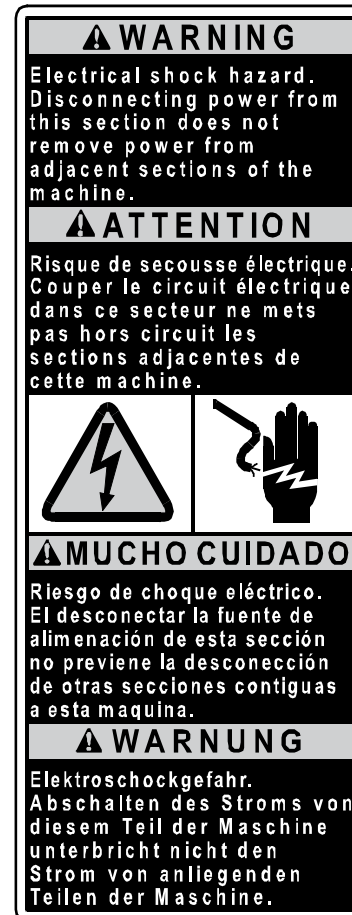 WARNING
Electrical shock hazard.
Disconnecting power from
this section does not
remove power from
adjacent sections of the
machine.
ATTENTION
Risque de secousse électrique.
Couper le circuit électrique
dans ce secteur ne mets
pas hors circuit les
sections adjacentes de
cette machine.
MUCHO CUIDADO
Riesgo de choque eléctrico.
El desconectar la fuente de
alimenación de esta sección
no previene la desconección
de otras secciones contiguas
a esta maquina.
WARNUNG
Elektroschockgefahr.
Abschalten des Stroms von
diesem Teil der Maschine
unterbricht nicht den
Strom von anliegenden
Teilen der Maschine.